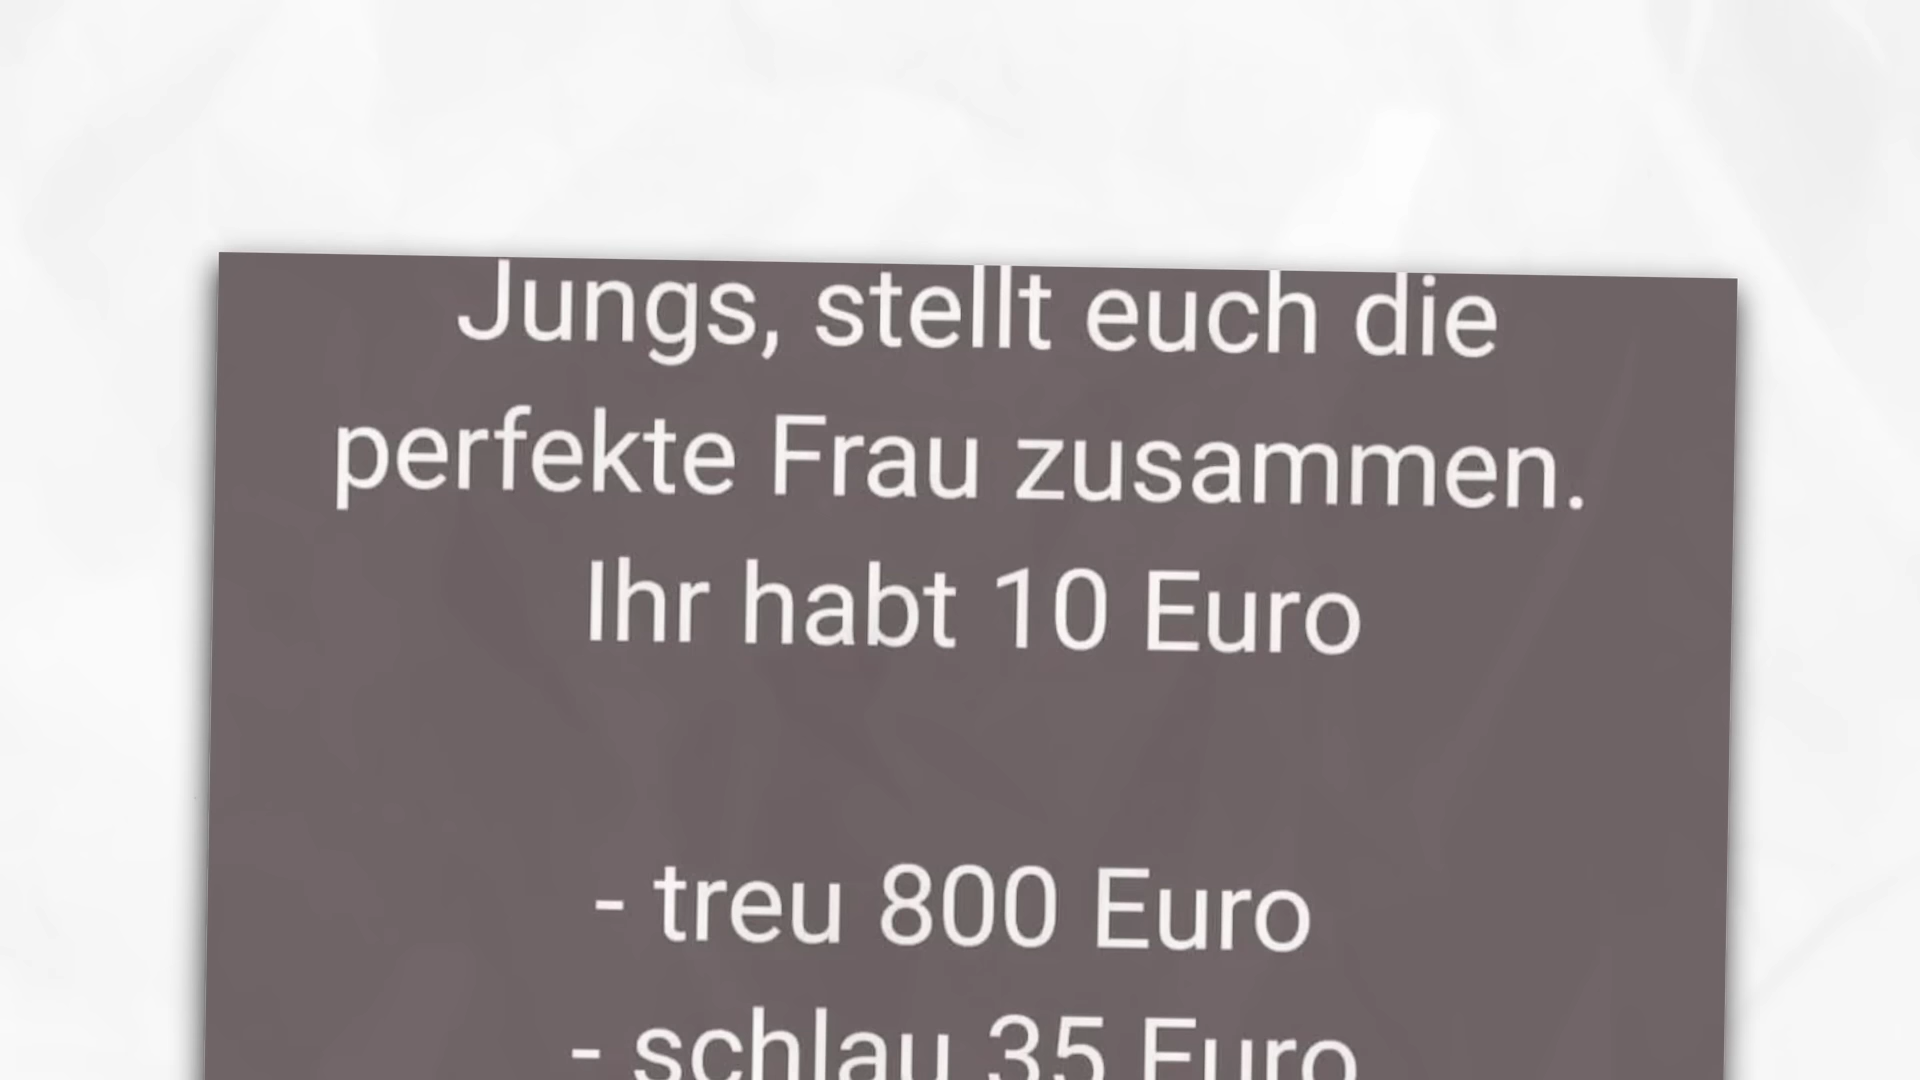 Jungs, stellt euch die
perfekte Frau zusammen.
Ihr habt 10 Euro
- treu 800 Euro
- schlau 35 Euro